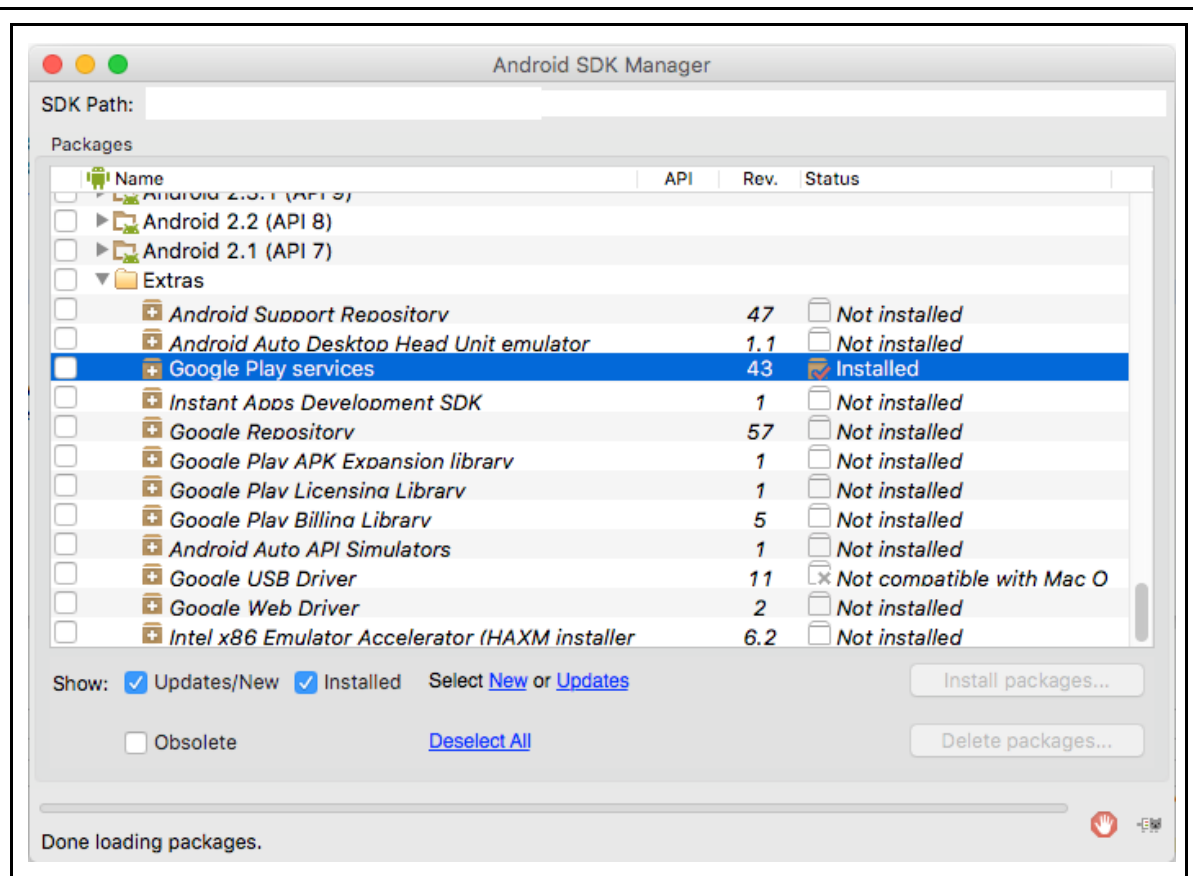 Android SDK Manager
SDK Path:
Packages
Name API Rev. Status
Android 2.3.1 (API 9)
Android 2.2 (API 8)
Android 2.1 (API 7)
Extras
Android Support Repository 47 Not installed
Android Auto Desktop Head Unit emulator 1.1 Not installed
Google Play services 43 Installed
Instant Apps Development SDK 1 Not installed
Google Repository 57 Not installed
Google Play APK Expansion library 1 Not installed
Google Play Licensing Library 1 Not installed
Google Play Billing Library 5 Not installed
Android Auto API Simulators 1 Not installed
Google USB Driver 11 Not compatible with Mac O
Google Web Driver 2 Not installed
Intel x86 Emulator Accelerator (HAXM installer 6.2 Not installed
Show: Updates/New Installed Select New or Updates Install packages...
Obsolete Deselect All Delete packages...
Done loading packages.